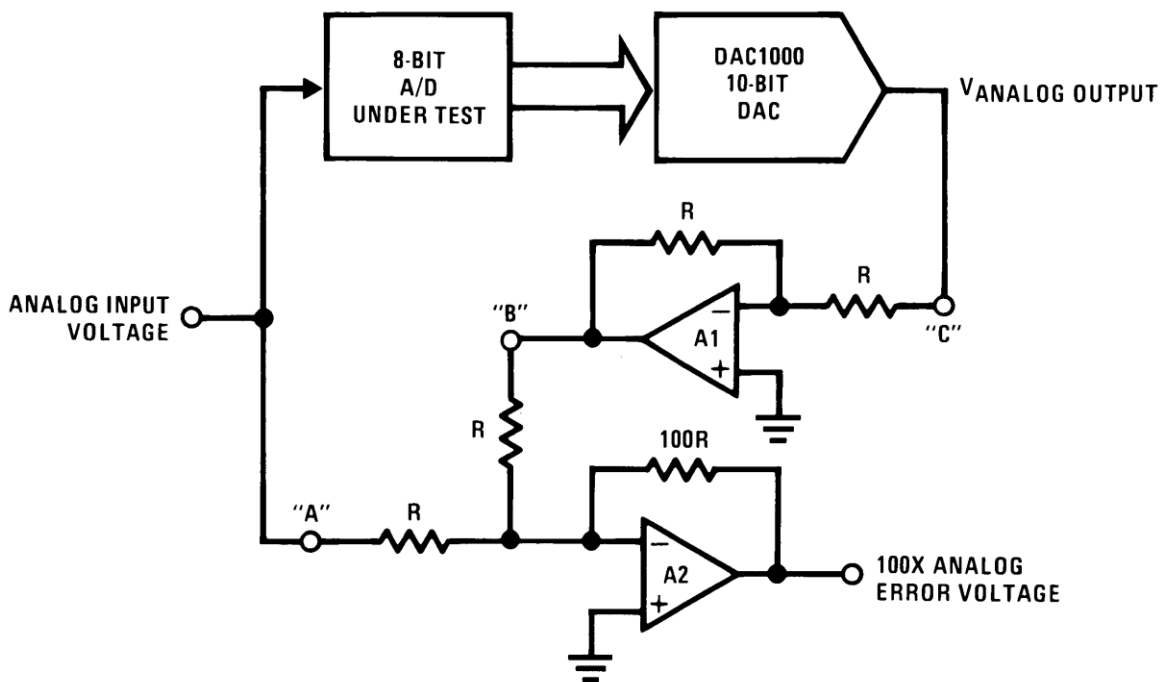 8-BIT
A/D
UNDER TEST
DAC1000
10-BIT
DAC
VANALOG OUTPUT
ANALOG INPUT
VOLTAGE
R
R
"B"
A1
−
+
"C"
R
100R
"A"
R
−
A2
+
100X ANALOG
ERROR VOLTAGE